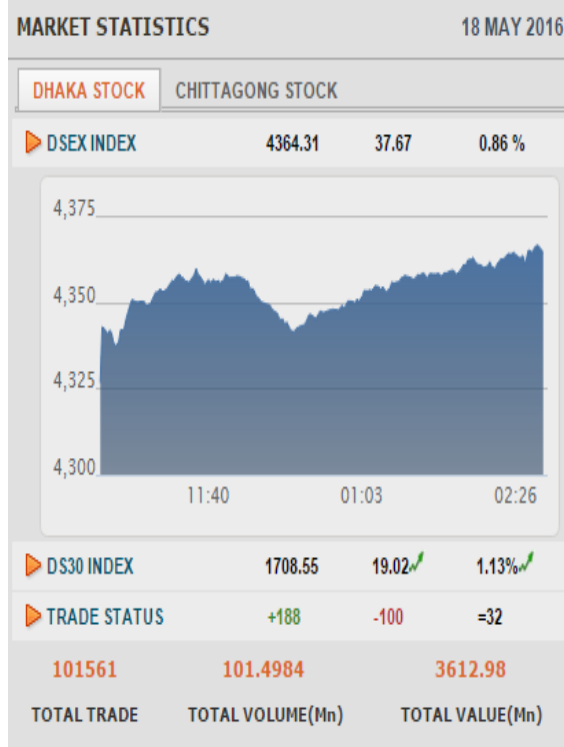 MARKET STATISTICS 18 MAY 2016
DHAKA STOCK CHITTAGONG STOCK
DSEX INDEX 4364.31 37.67 0.86 %
4,375
4,350
4,325
4,300
11:40 01:03 02:26
DS30 INDEX 1708.55 19.02 1.13%
TRADE STATUS +188 -100 =32
101561 101.4984 3612.98
TOTAL TRADE TOTAL VOLUME(Mn) TOTAL VALUE(Mn)